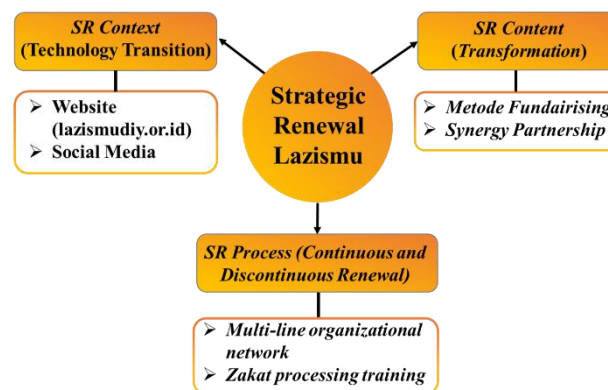 SR Context
(Technology Transition)
➢ Website
(lazismudiy.or.id)
➢ Social Media
Strategic
Renewal
Lazismu
SR Content
(Transformation)
➢ Metode Fundairising
➢ Synergy Partnership
SR Process (Continuous and
Discontinuous Renewal)
➢ Multi-line organizational
network
➢ Zakat processing training